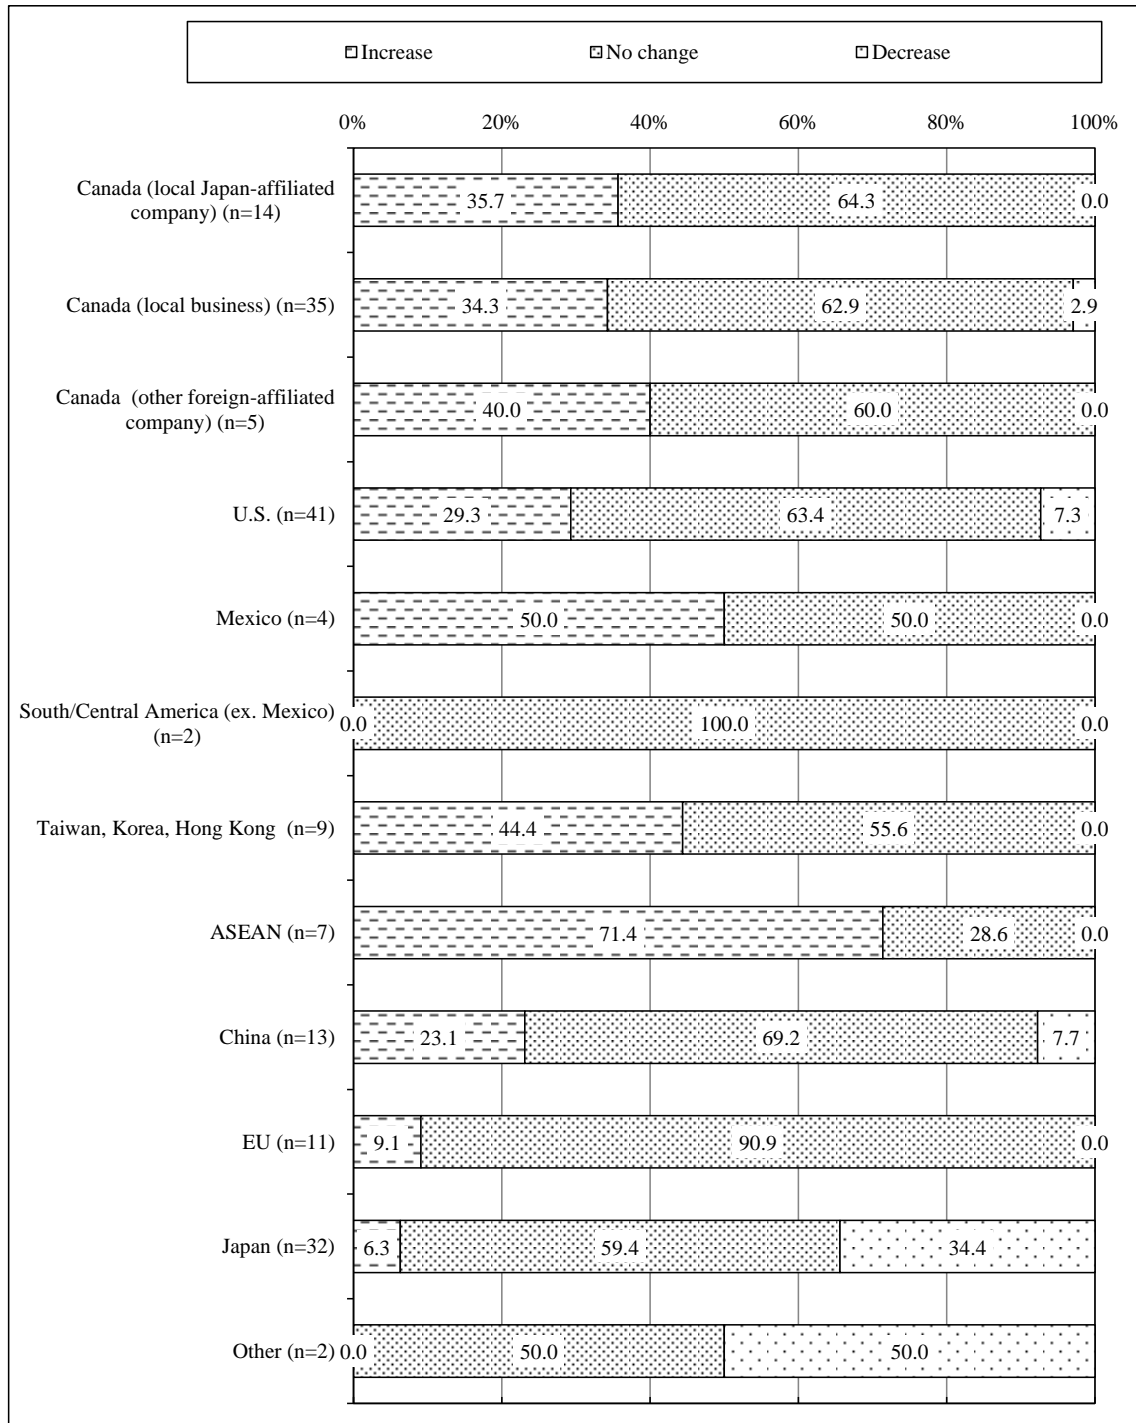 Increase No change Decrease
0% 20% 40% 60% 80% 100%
Canada (local Japan-affiliated
company) (n=14)
35.7 64.3 0.0
Canada (local business) (n=35)
34.3 62.9 2.9
Canada (other foreign-affiliated
company) (n=5)
40.0 60.0 0.0
U.S. (n=41)
29.3 63.4 7.3
Mexico (n=4)
50.0 50.0 0.0
South/Central America (ex. Mexico)
(n=2)
0.0 100.0 0.0
Taiwan, Korea, Hong Kong (n=9)
44.4 55.6 0.0
ASEAN (n=7)
71.4 28.6 0.0
China (n=13)
23.1 69.2 7.7
EU (n=11)
9.1 90.9 0.0
Japan (n=32)
6.3 59.4 34.4
Other (n=2)
0.0 50.0 50.0